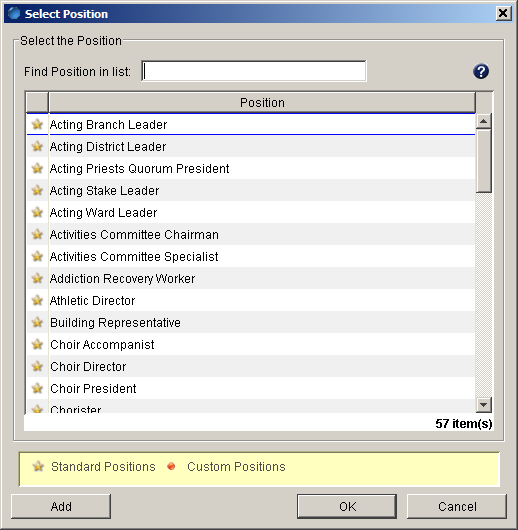 Select Position
Select the Position
Find Position in list:
?
Position
Acting Branch Leader
Acting District Leader
Acting Priests Quorum President
Acting Stake Leader
Acting Ward Leader
Activities Committee Chairman
Activities Committee Specialist
Addiction Recovery Worker
Athletic Director
Building Representative
Choir Accompanist
Choir Director
Choir President
Chorister
57 item(s)
Standard Positions Custom Positions
Add OK Cancel